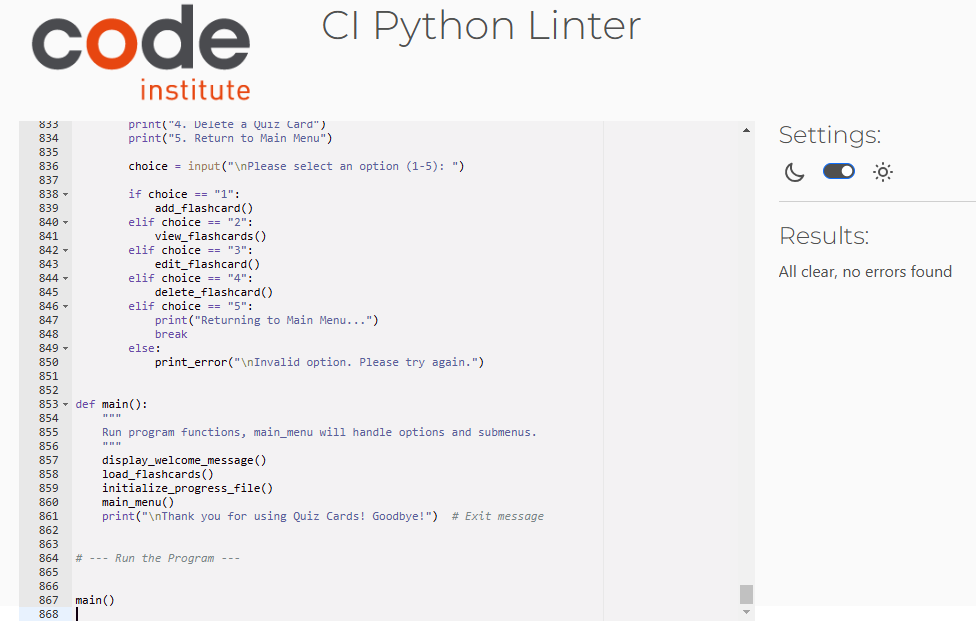 code
institute
CI Python Linter
833 print("4. Delete a Quiz Card")
834 print("5. Return to Main Menu")
835
836 choice = input("\nPlease select an option (1-5): ")
837
838 if choice == "1":
839 add_flashcard()
840 elif choice == "2":
841 view_flashcards()
842 elif choice == "3":
843 edit_flashcard()
844 elif choice == "4":
845 delete_flashcard()
846 elif choice == "5":
847 print("Returning to Main Menu...")
848 break
849 else:
850 print_error("\nInvalid option. Please try again.")
851
852
853 def main():
854 """
855 Run program functions, main_menu will handle options and submenus.
856 """
857 display_welcome_message()
858 load_flashcards()
859 initialize_progress_file()
860 main_menu()
861 print("\nThank you for using Quiz Cards! Goodbye!")  # Exit message
862
863
864 # --- Run the Program ---
865
866
867 main()
868
Settings:
Results:
All clear, no errors found